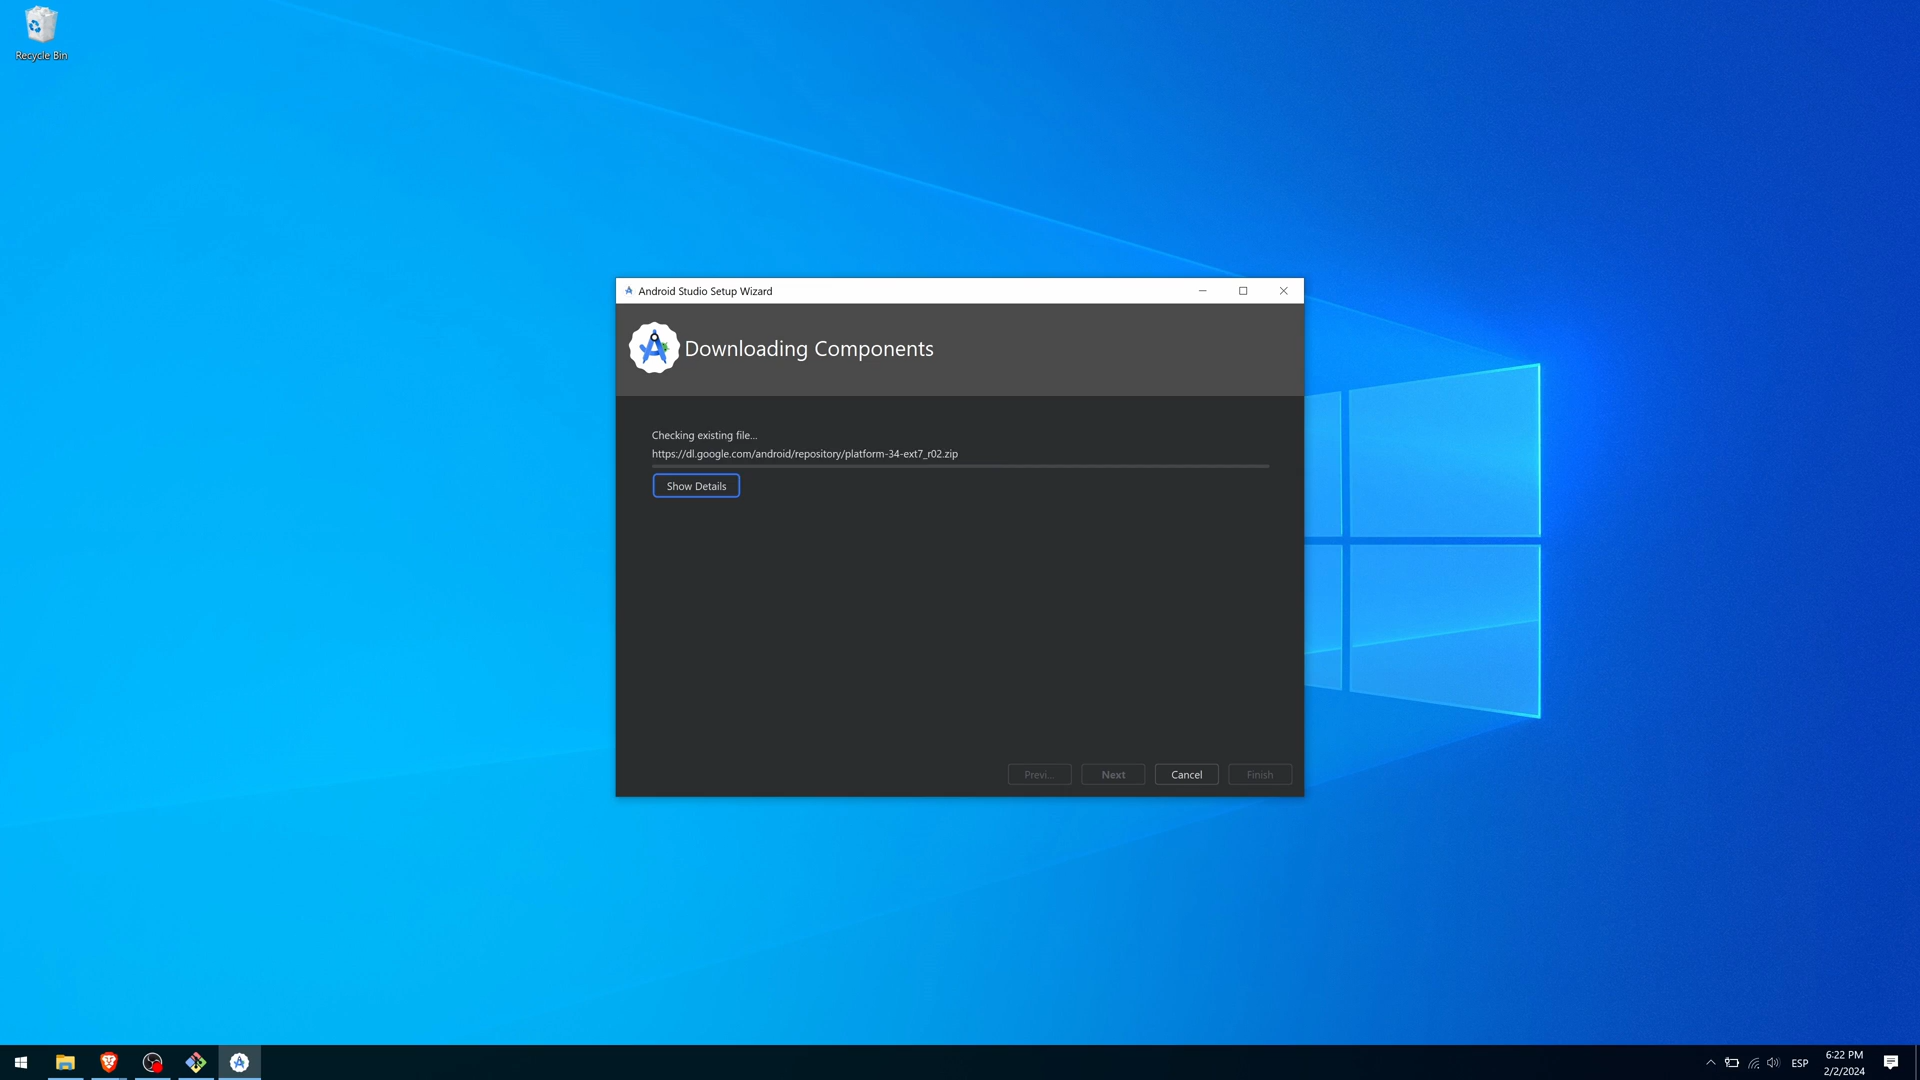 Recycle Bin
Android Studio Setup Wizard
Downloading Components
Checking existing file...
https://dl.google.com/android/repository/platform-34-ext7_r02.zip
Show Details
Previ...
Next
Cancel
Finish
ESP
6:22 PM
2/2/2024